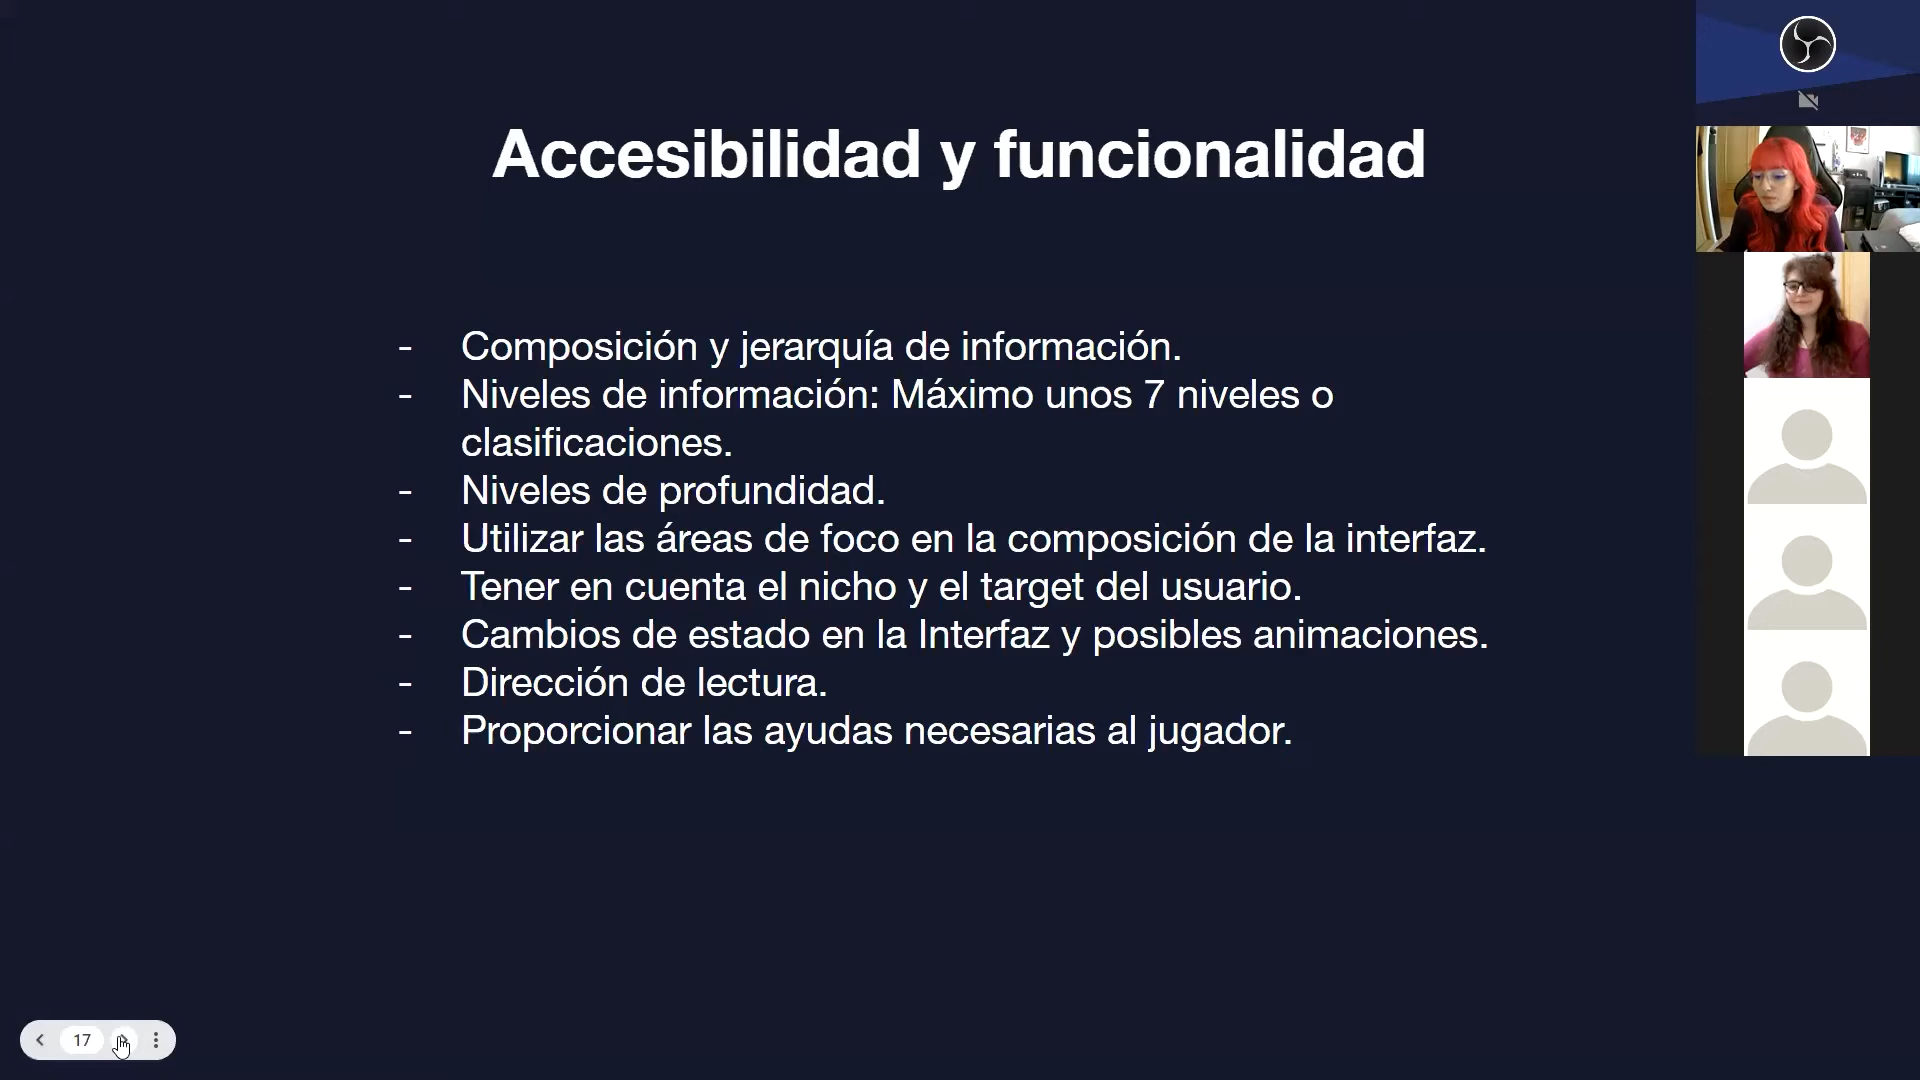 Accesibilidad y funcionalidad
- Composición y jerarquía de información.
- Niveles de información: Máximo unos 7 niveles o
clasificaciones.
- Niveles de profundidad.
- Utilizar las áreas de foco en la composición de la interfaz.
- Tener en cuenta el nicho y el target del usuario.
- Cambios de estado en la Interfaz y posibles animaciones.
- Dirección de lectura.
- Proporcionar las ayudas necesarias al jugador.
17